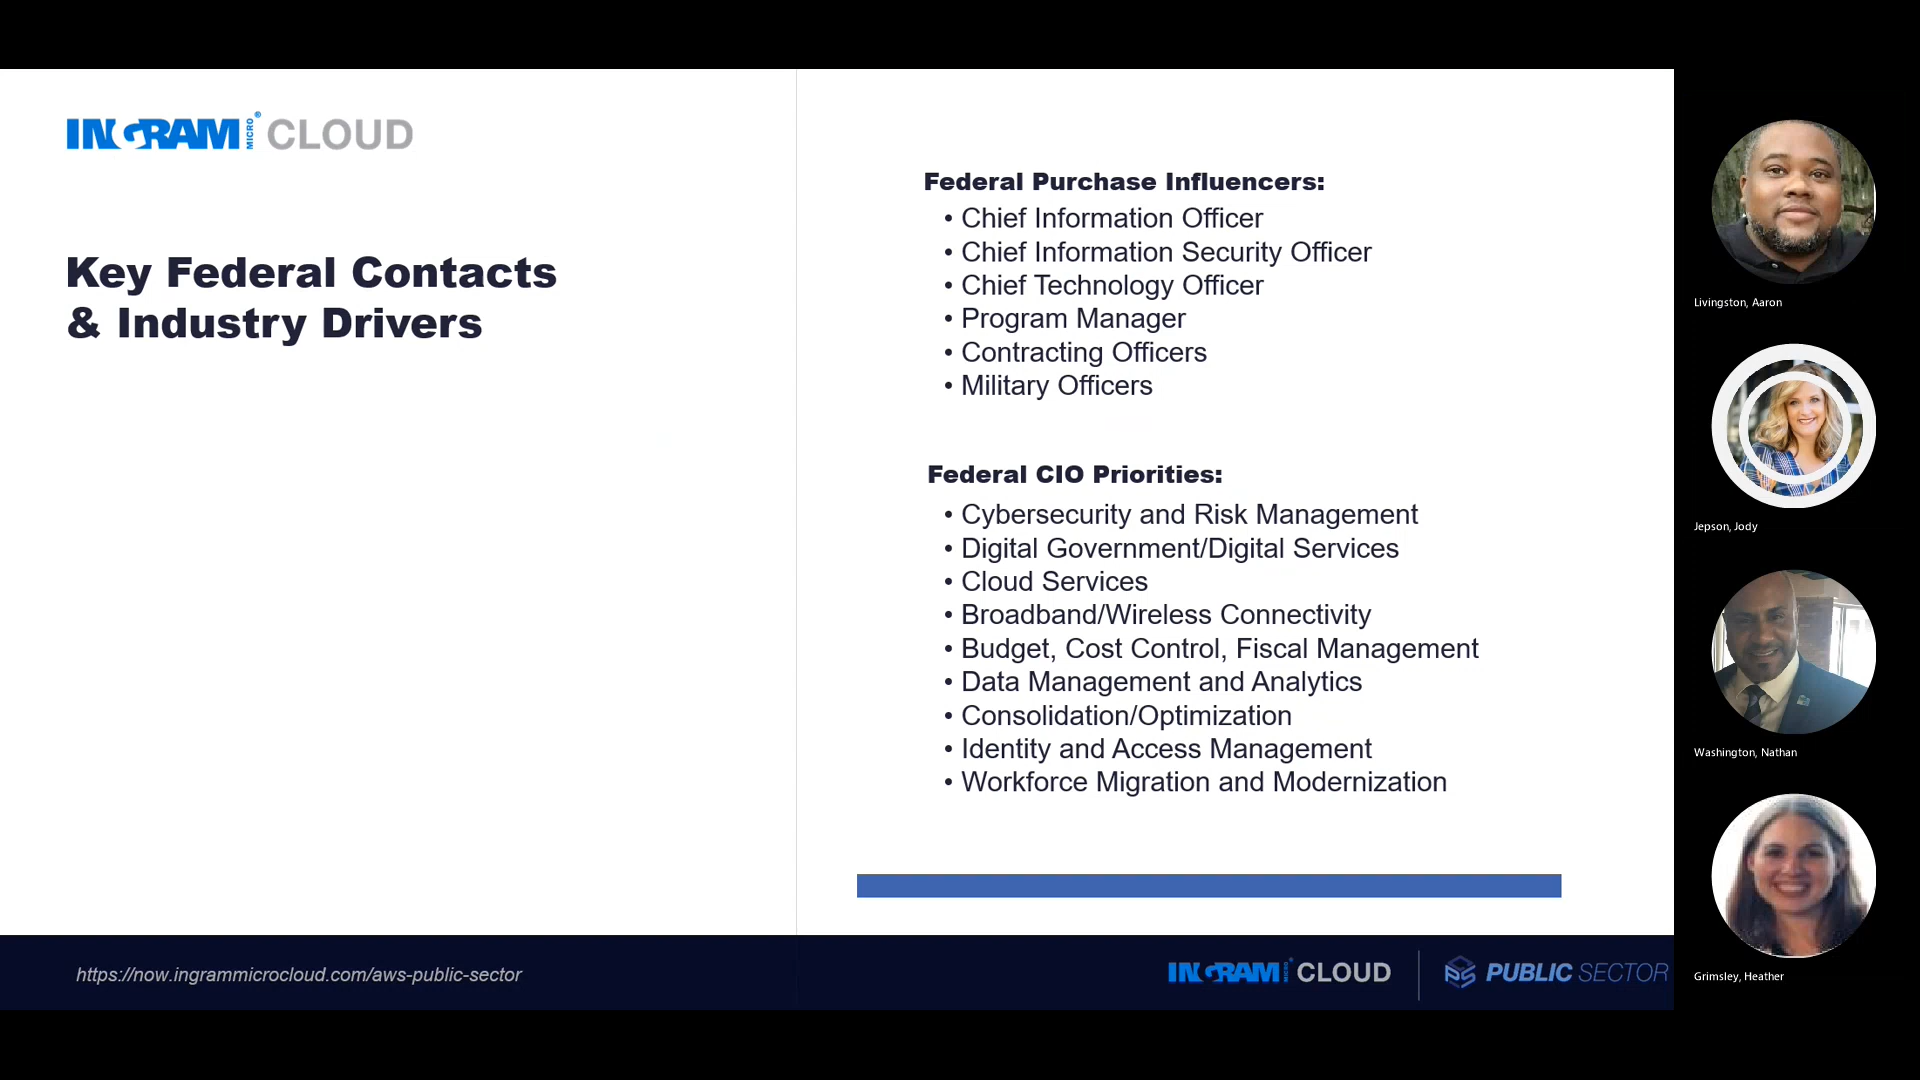 INGRAM MICRO® CLOUD
Key Federal Contacts
& Industry Drivers
Federal Purchase Influencers:
• Chief Information Officer
• Chief Information Security Officer
• Chief Technology Officer
• Program Manager
• Contracting Officers
• Military Officers
Federal CIO Priorities:
• Cybersecurity and Risk Management
• Digital Government/Digital Services
• Cloud Services
• Broadband/Wireless Connectivity
• Budget, Cost Control, Fiscal Management
• Data Management and Analytics
• Consolidation/Optimization
• Identity and Access Management
• Workforce Migration and Modernization
https://now.ingrammicrocloud.com/aws-public-sector
INGRAM MICRO® CLOUD
PUBLIC SECTOR
Livingston, Aaron
Jepson, Jody
Washington, Nathan
Grimsley, Heather